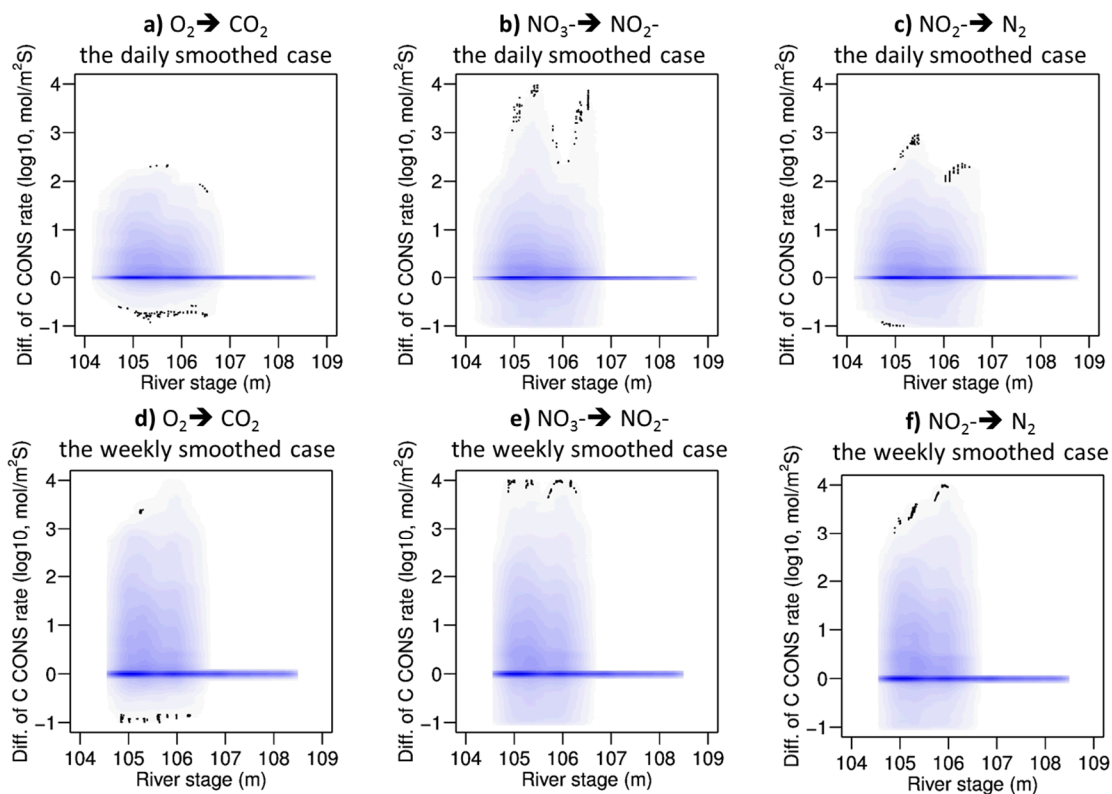 a) O₂➔ CO₂
the daily smoothed case
b) NO₃-➔ NO₂-
the daily smoothed case
c) NO₂-➔ N₂
the daily smoothed case
Diff. of C CONS rate (log10, mol/m²S)
4
3
2
1
0
−1
104 105 106 107 108 109
River stage (m)
Diff. of C CONS rate (log10, mol/m²S)
4
3
2
1
0
−1
104 105 106 107 108 109
River stage (m)
Diff. of C CONS rate (log10, mol/m²S)
4
3
2
1
0
−1
104 105 106 107 108 109
River stage (m)
d) O₂➔ CO₂
the weekly smoothed case
e) NO₃-➔ NO₂-
the weekly smoothed case
f) NO₂-➔ N₂
the weekly smoothed case
Diff. of C CONS rate (log10, mol/m²S)
4
3
2
1
0
−1
104 105 106 107 108 109
River stage (m)
Diff. of C CONS rate (log10, mol/m²S)
4
3
2
1
0
−1
104 105 106 107 108 109
River stage (m)
Diff. of C CONS rate (log10, mol/m²S)
4
3
2
1
0
−1
104 105 106 107 108 109
River stage (m)